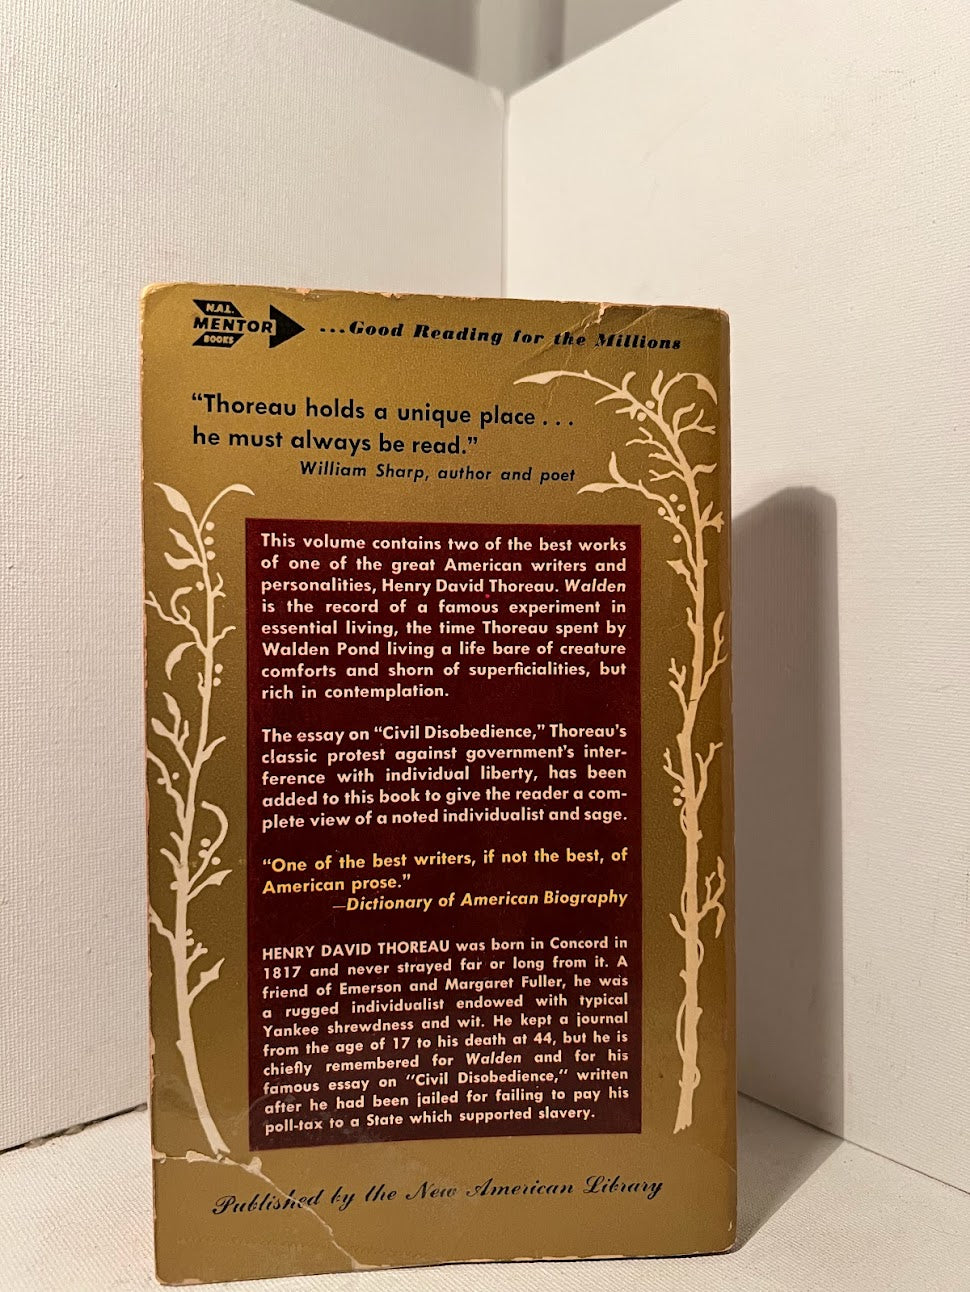 N.A.L.
MENTOR
BOOKS
...Good Reading for the Millions
“Thoreau holds a unique place . . .
he must always be read.”
William Sharp, author and poet
This volume contains two of the best works
of one of the great American writers and
personalities, Henry David Thoreau. Walden
is the record of a famous experiment in
essential living, the time Thoreau spent by
Walden Pond living a life bare of creature
comforts and shorn of superficialities, but
rich in contemplation.
The essay on “Civil Disobedience,” Thoreau’s
classic protest against government’s inter-
ference with individual liberty, has been
added to this book to give the reader a com-
plete view of a noted individualist and sage.
“One of the best writers, if not the best, of
American prose.”
—Dictionary of American Biography
HENRY DAVID THOREAU was born in Concord in
1817 and never strayed far or long from it. A
friend of Emerson and Margaret Fuller, he was
a rugged individualist endowed with typical
Yankee shrewdness and wit. He kept a journal
from the age of 17 to his death at 44, but he is
chiefly remembered for Walden and for his
famous essay on “Civil Disobedience,” written
after he had been jailed for failing to pay his
poll-tax to a State which supported slavery.
Published by the New American Library